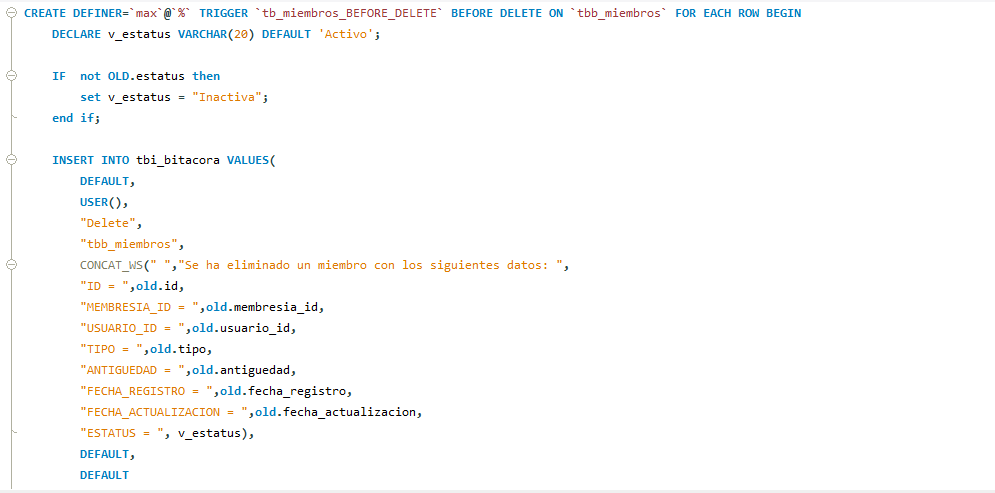 CREATE DEFINER=`max`@`%` TRIGGER `tb_miembros_BEFORE_DELETE` BEFORE DELETE ON `tbb_miembros` FOR EACH ROW BEGIN
    DECLARE v_estatus VARCHAR(20) DEFAULT 'Activo';

    IF  not OLD.estatus then
        set v_estatus = "Inactiva";
    end if;

    INSERT INTO tbi_bitacora VALUES(
        DEFAULT,
        USER(),
        "Delete",
        "tbb_miembros",
        CONCAT_WS(" ","Se ha eliminado un miembro con los siguientes datos: ",
        "ID = ",old.id,
        "MEMBRESIA_ID = ",old.membresia_id,
        "USUARIO_ID = ",old.usuario_id,
        "TIPO = ",old.tipo,
        "ANTIGUEDAD = ",old.antiguedad,
        "FECHA_REGISTRO = ",old.fecha_registro,
        "FECHA_ACTUALIZACION = ",old.fecha_actualizacion,
        "ESTATUS = ", v_estatus),
        DEFAULT,
        DEFAULT